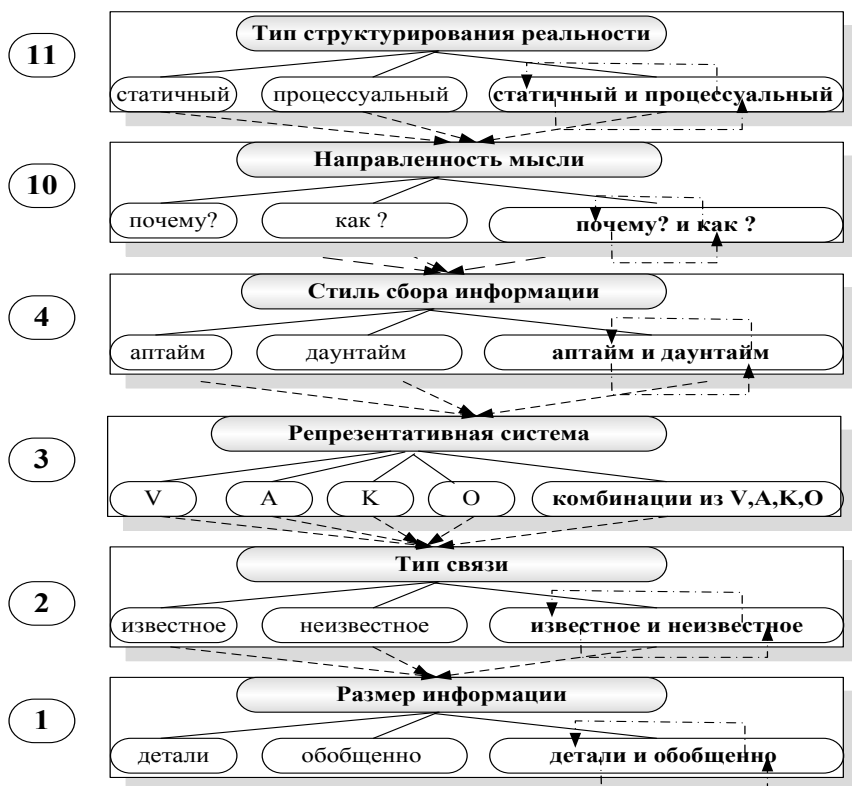 Тип структурирования реальности
11
статичный процессуальный статичный и процессуальный
Направленность мысли
10
почему? как ? почему? и как ?
Стиль сбора информации
4
аптайм даунтайм аптайм и даунтайм
Репрезентативная система
3
V A K O комбинации из V,A,K,O
Тип связи
2
известное неизвестное известное и неизвестное
Размер информации
1
детали обобщенно детали и обобщенно